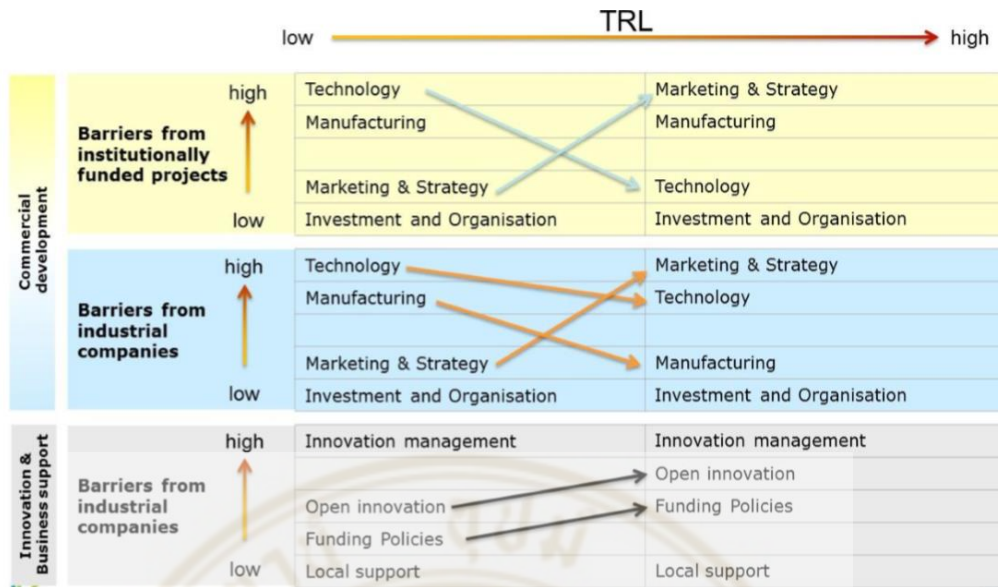 TRL
low
high
Commercial
development
Barriers from
institutionally
funded projects
high
low
Technology
Manufacturing
Marketing & Strategy
Investment and Organisation
Marketing & Strategy
Manufacturing
Technology
Investment and Organisation
Barriers from
industrial
companies
high
low
Technology
Manufacturing
Marketing & Strategy
Investment and Organisation
Marketing & Strategy
Technology
Manufacturing
Investment and Organisation
Innovation &
Business support
Barriers from
industrial
companies
high
low
Innovation management
Open innovation
Funding Policies
Local support
Innovation management
Open innovation
Funding Policies
Local support